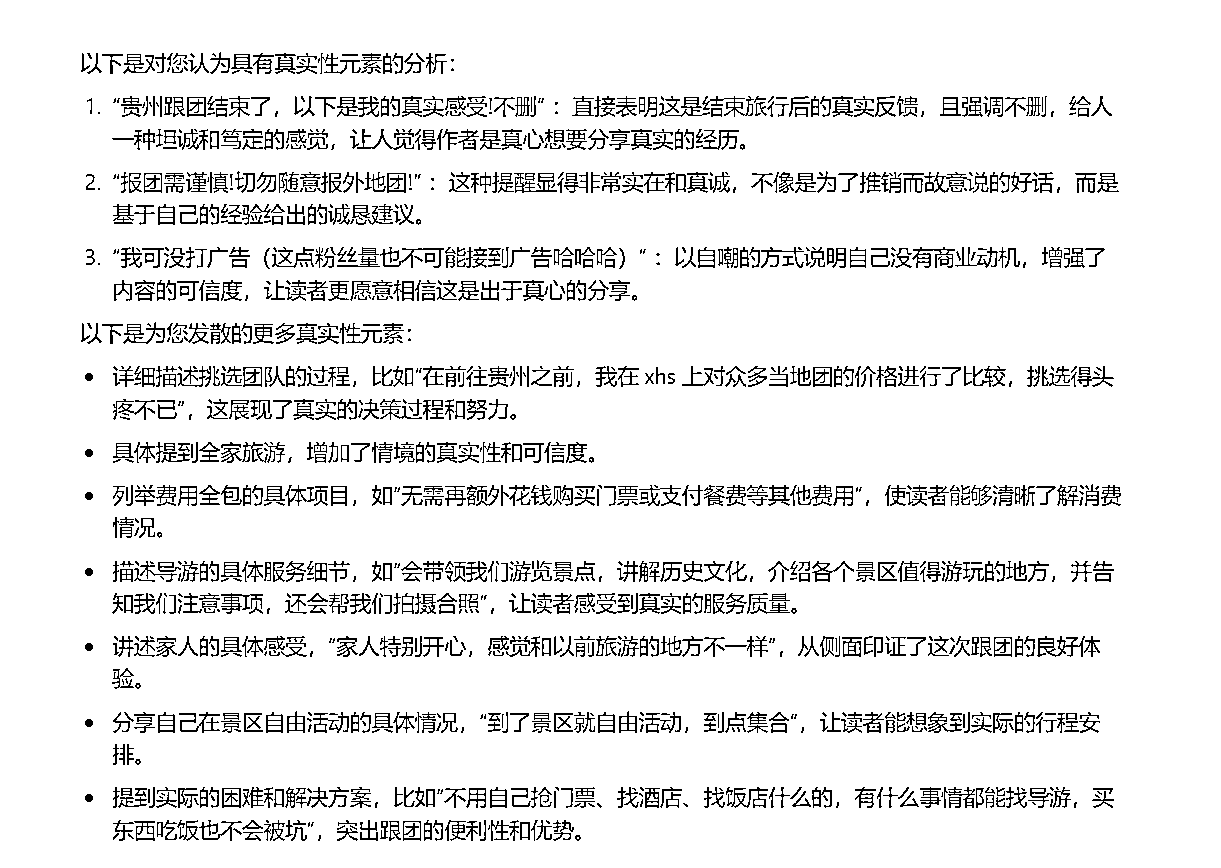 以下是对您认为具有真实性元素的分析：
1. “贵州跟团结束了，以下是我的真实感受!不删”：直接表明这是结束旅行后的真实反馈，且强调不删，给人
一种坦诚和笃定的感觉，让人觉得作者是真心想要分享真实的经历。
2. “报团需谨慎!切勿随意报外地团!”：这种提醒显得非常实在和真诚，不像是为了推销而故意说的好话，而是
基于自己的经验给出的诚恳建议。
3. “我可没打广告（这点粉丝量也不可能接到广告哈哈哈）”：以自嘲的方式说明自己没有商业动机，增强了
内容的可信度，让读者更愿意相信这是出于真心的分享。
以下是为您发散的更多真实性元素：
• 详细描述挑选团队的过程，比如“在前往贵州之前，我在 xhs 上对众多当地团的价格进行了比较，挑选得头
疼不已”，这展现了真实的决策过程和努力。
• 具体提到全家旅游，增加了情境的真实性和可信度。
• 列举费用全包的具体项目，如“无需再额外花钱购买门票或支付餐费等其他费用”，使读者能够清晰了解消费
情况。
• 描述导游的具体服务细节，如“会带领我们游览景点，讲解历史文化，介绍各个景区值得游玩的地方，并告
知我们注意事项，还会帮我们拍摄合照”，让读者感受到真实的服务质量。
• 讲述家人的具体感受，“家人特别开心，感觉和以前旅游的地方不一样”，从侧面印证了这次跟团的良好体
验。
• 分享自己在景区自由活动的具体情况，“到了景区就自由活动，到点集合”，让读者能想象到实际的行程安
排。
• 提到实际的困难和解决方案，比如“不用自己抢门票、找酒店、找饭店什么的，有什么事情都能找导游，买
东西吃饭也不会被坑”，突出跟团的便利性和优势。